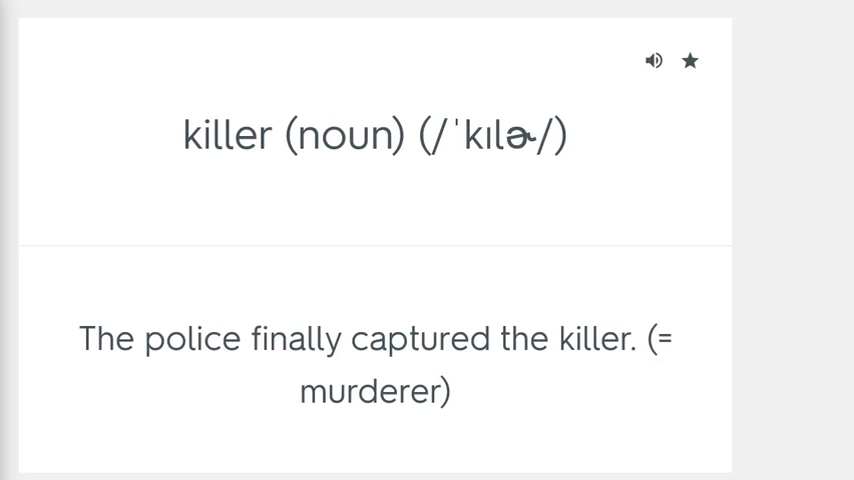 killer (noun) (/ˈkɪlɚ/)
The police finally captured the killer. (=
murderer)